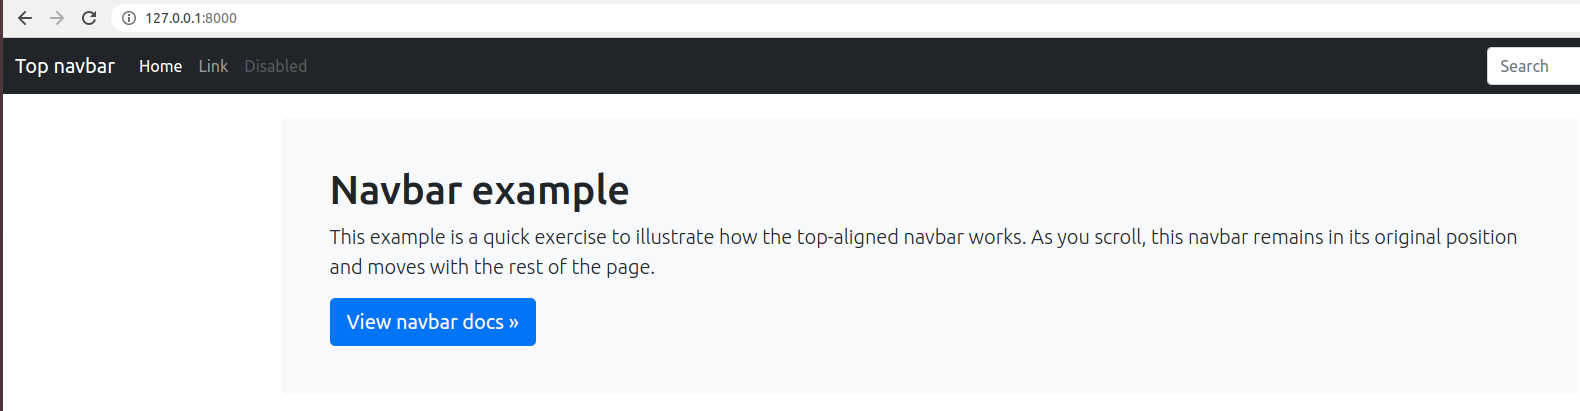 127.0.0.1:8000
Top navbar Home Link Disabled Search
Navbar example
This example is a quick exercise to illustrate how the top-aligned navbar works. As you scroll, this navbar remains in its original position
and moves with the rest of the page.
View navbar docs »